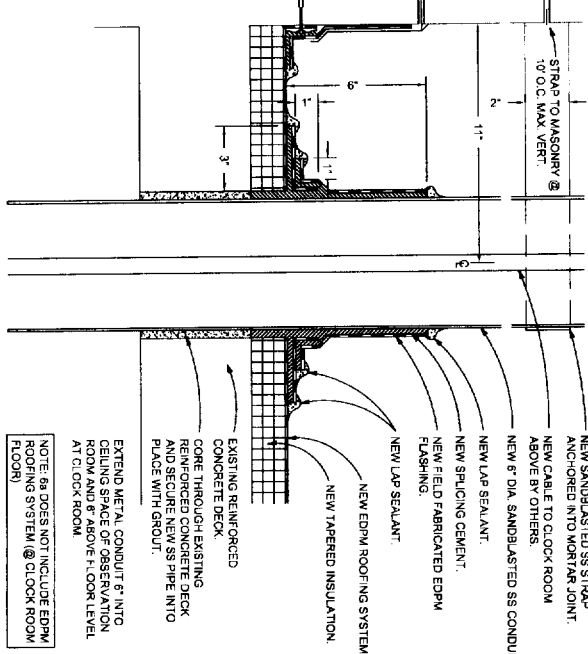 STRAP TO MASONRY @
10' O.C. MAX. VERT.
2"
11"
6"
1"
1"
3"
CL
NEW SANDBLASTED SS STRAP
ANCHORED INTO MORTAR JOINT.
NEW CABLE TO CLOCK ROOM
ABOVE BY OTHERS.
NEW 6" DIA. SANDBLASTED SS CONDU
NEW LAP SEALANT.
NEW SPLICING CEMENT.
NEW FIELD FABRICATED EDPM
FLASHING.
NEW LAP SEALANT.
NEW EDPM ROOFING SYSTEM
NEW TAPERED INSULATION.
EXISTING REINFORCED
CONCRETE DECK.
CORE THROUGH EXISTING
REINFORCED CONCRETE DECK
AND SECURE NEW SS PIPE INTO
PLACE WITH GROUT.
EXTEND METAL CONDUIT 6" INTO
CEILING SPACE OF OBSERVATION
ROOM AND 6" ABOVE FLOOR LEVEL
AT CLOCK ROOM.
NOTE: 6a DOES NOT INCLUDE EDPM
ROOFING SYSTEM (@ CLOCK ROOM
FLOOR)